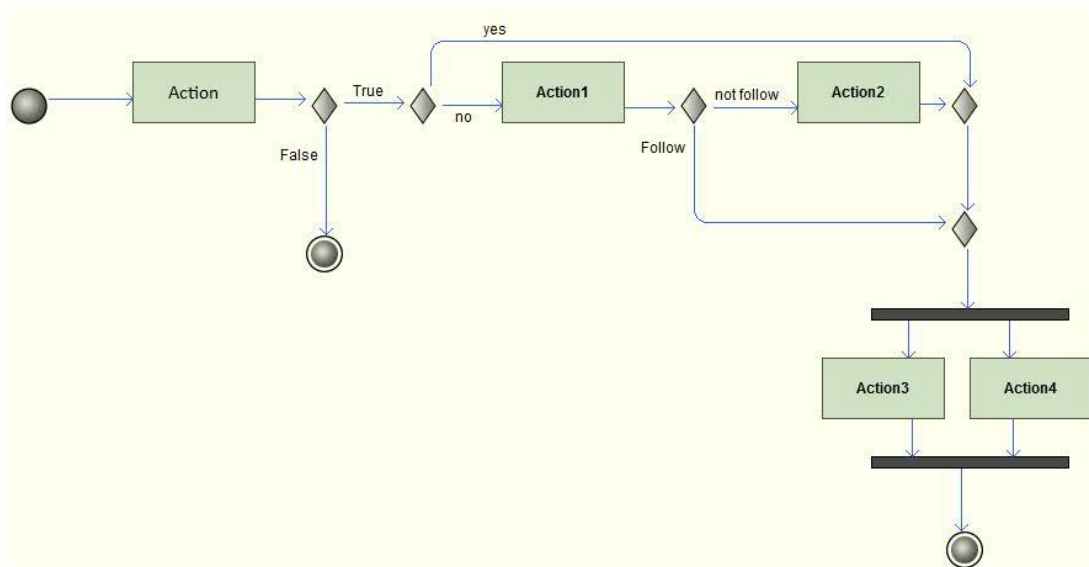 yes
Action
True
no
Action1
not follow
Action2
False
Follow
Action3
Action4